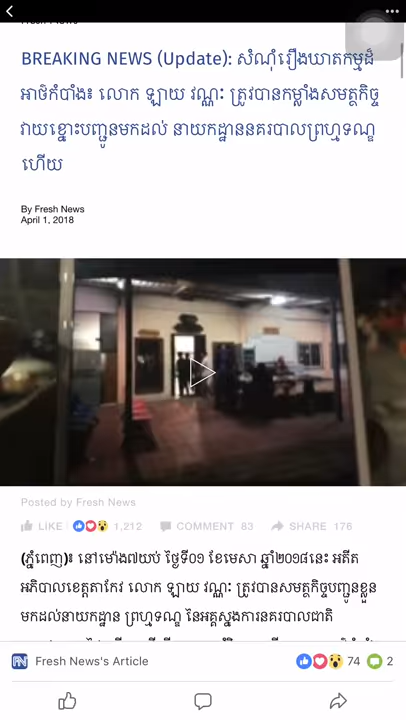 BREAKING NEWS (Update): សំណុំរឿងឃាតកម្មដ៏
អាថ៌កំបាំង៖ លោក ឡាយ វណ្ណៈ ត្រូវបានកម្លាំងសមត្ថកិច្ច
វាយខ្នោះបញ្ជូនមកដល់ នាយកដ្ឋាននគរបាលព្រហ្មទណ្ឌ
ហើយ
By Fresh News
April 1, 2018
Posted by Fresh News
LIKE 1,212 COMMENT 83 SHARE 176
(ភ្នំពេញ)៖ នៅម៉ោង៧យប់ ថ្ងៃទី០១ ខែមេសា ឆ្នាំ២០១៨នេះ អតីត
អភិបាលខេត្តតាកែវ លោក ឡាយ វណ្ណៈ ត្រូវបានសមត្ថកិច្ចបញ្ជូនខ្លួន
មកដល់នាយកដ្ឋាន ព្រហ្មទណ្ឌ នៃអគ្គស្នងការនគរបាលជាតិ
Fresh News's Article 74 2